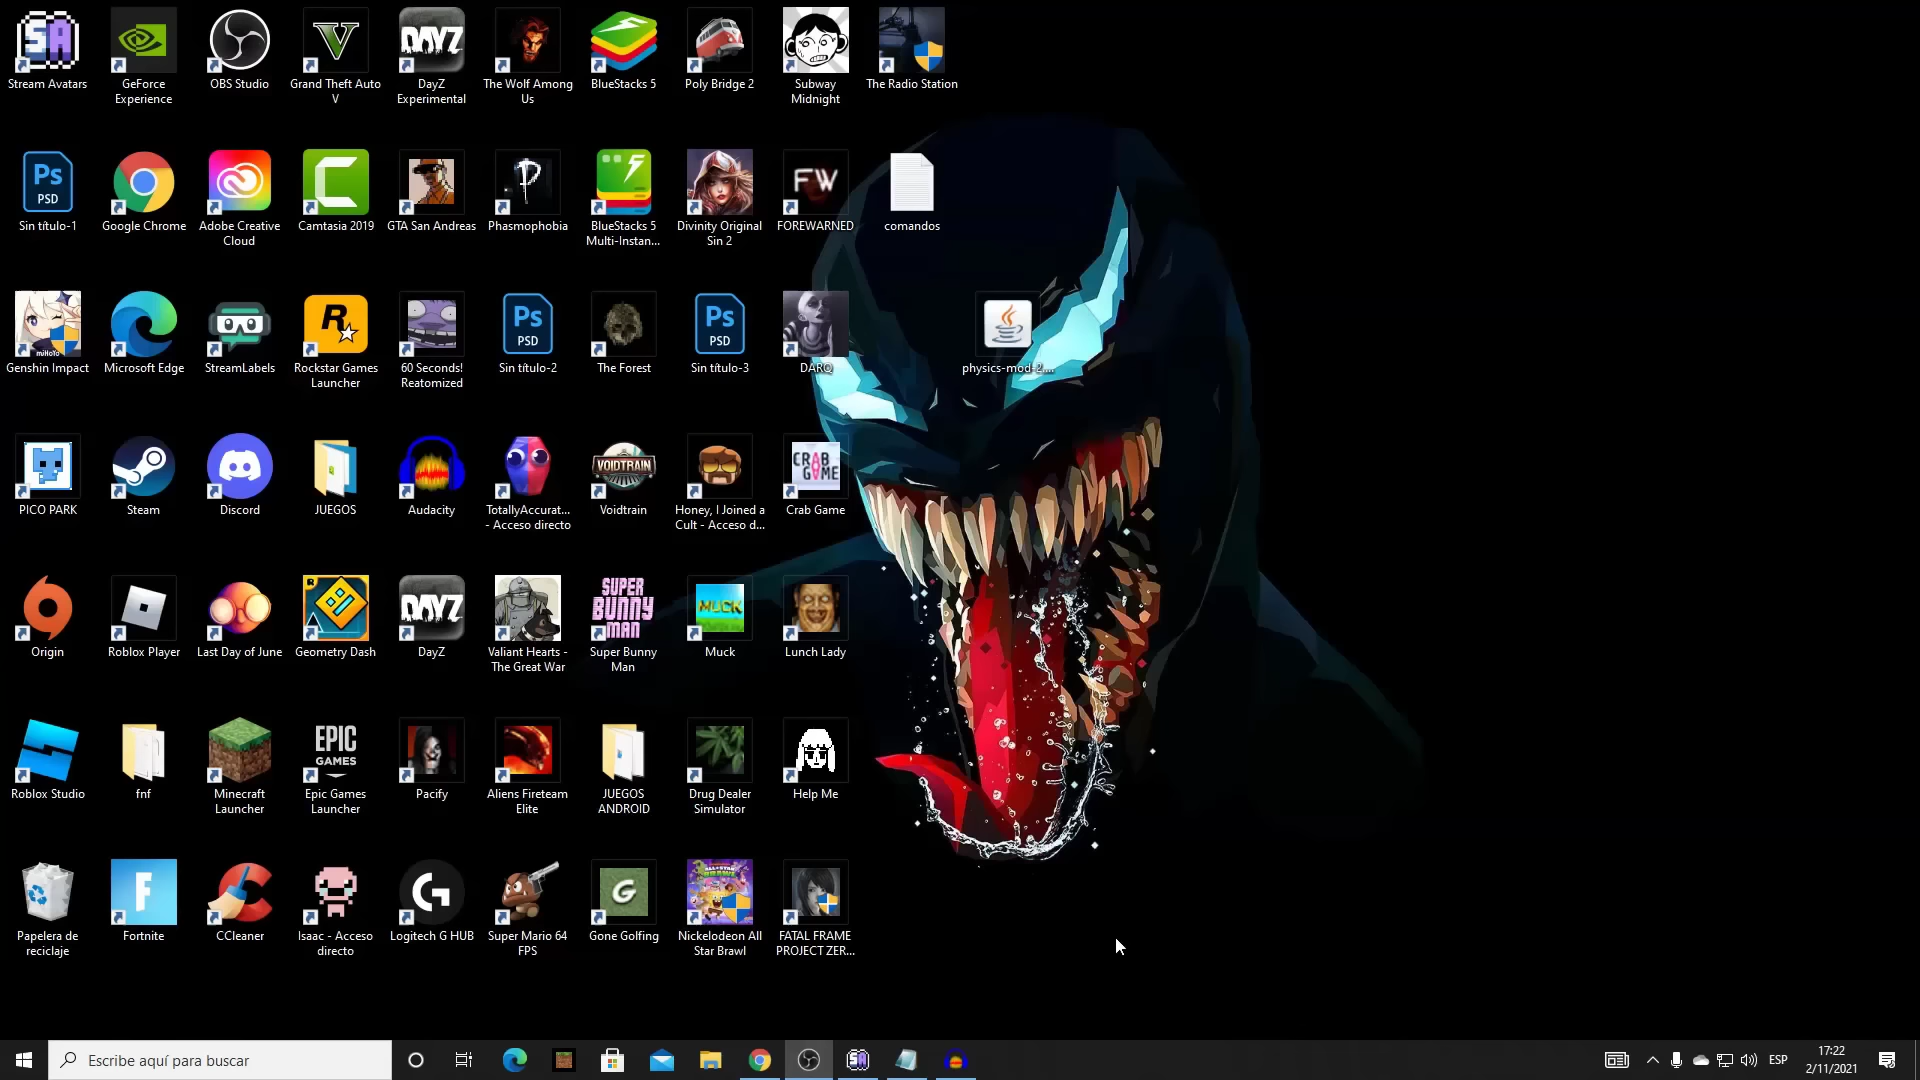 SA
DAYZ
Stream Avatars
GeForce
Experience
OBS Studio
Grand Theft Auto
V
DayZ
Experimental
The Wolf Among
Us
BlueStacks 5
Poly Bridge 2
Subway
Midnight
The Radio Station
Ps
PSD
FW
Sin título-1
Google Chrome
Adobe Creative
Cloud
Camtasia 2019
GTA San Andreas
Phasmophobia
BlueStacks 5
Multi-Instan...
Divinity Original
Sin 2
FOREWARNED
comandos
miHoYo
R
Ps
PSD
Ps
PSD
Genshin Impact
Microsoft Edge
StreamLabels
Rockstar Games
Launcher
60 Seconds!
Reatomized
Sin título-2
The Forest
Sin título-3
DARQ
physics-mod-2....
VOIDTRAIN
CRAB
GAME
PICO PARK
Steam
Discord
JUEGOS
Audacity
TotallyAccurat...
- Acceso directo
Voidtrain
Honey, I Joined a
Cult - Acceso d...
Crab Game
DAYZ
SUPER
BUNNY
MAN
MUCK
Origin
Roblox Player
Last Day of June
Geometry Dash
DayZ
Valiant Hearts -
The Great War
Super Bunny
Man
Muck
Lunch Lady
EPIC
GAMES
Roblox Studio
fnf
Minecraft
Launcher
Epic Games
Launcher
Pacify
Aliens Fireteam
Elite
JUEGOS
ANDROID
Drug Dealer
Simulator
Help Me
F
G
G
Papelera de
reciclaje
Fortnite
CCleaner
Isaac - Acceso
directo
Logitech G HUB
Super Mario 64
FPS
Gone Golfing
Nickelodeon All
Star Brawl
FATAL FRAME
PROJECT ZER...
Escribe aquí para buscar
SA
ESP
17:22
2/11/2021